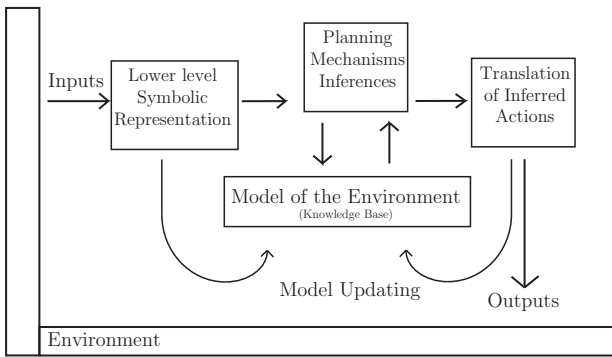 Inputs
Lower level
Symbolic
Representation
Planning
Mechanisms
Inferences
Translation
of Inferred
Actions
Model of the Environment
(Knowledge Base)
Model Updating
Outputs
Environment